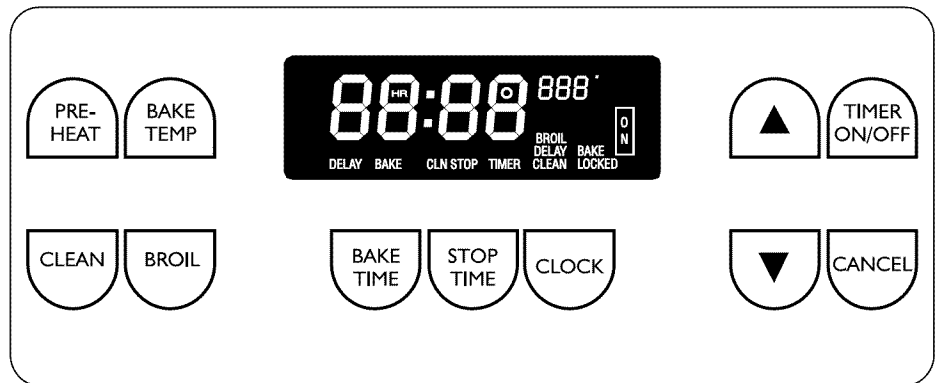 PRE-
HEAT
BAKE
TEMP
88:88
HR
888°
O
N
BROIL
DELAY
CLEAN
BAKE
LOCKED
DELAY BAKE CLN STOP TIMER
▲
TIMER
ON/OFF
CLEAN
BROIL
BAKE
TIME
STOP
TIME
CLOCK
▼
CANCEL